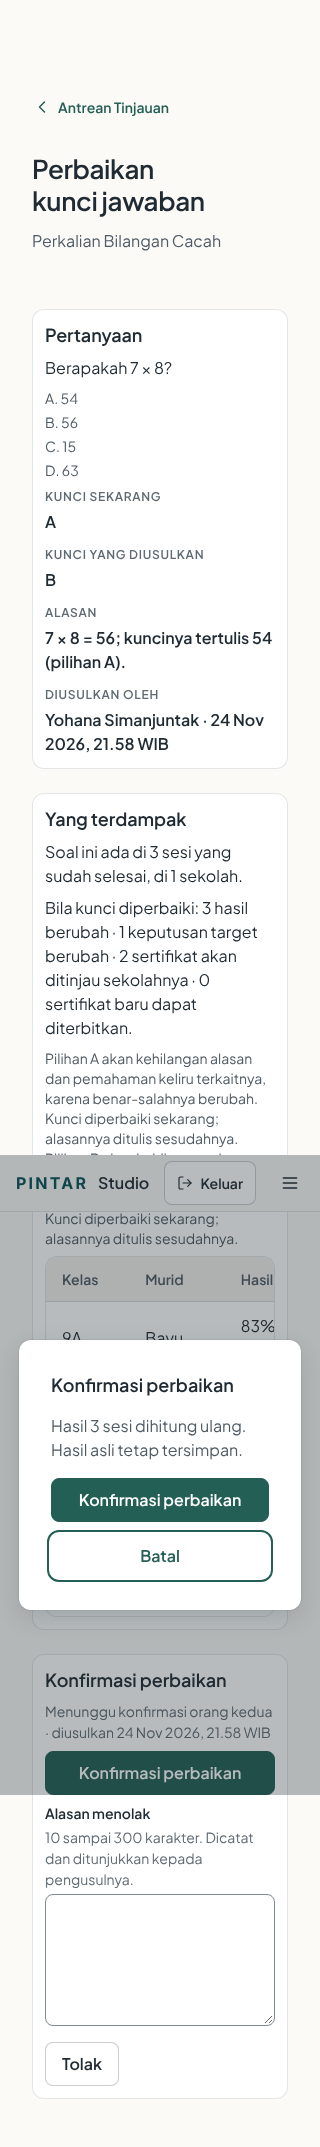 Antrean Tinjauan
Perbaikan
kunci jawaban
Perkalian Bilangan Cacah
Pertanyaan
Berapakah 7 × 8?
A. 54
B. 56
C. 15
D. 63
KUNCI SEKARANG
A
KUNCI YANG DIUSULKAN
B
ALASAN
7 × 8 = 56; kuncinya tertulis 54
(pilihan A).
DIUSULKAN OLEH
Yohana Simanjuntak · 24 Nov
2026, 21.58 WIB
Yang terdampak
Soal ini ada di 3 sesi yang
sudah selesai, di 1 sekolah.
Bila kunci diperbaiki: 3 hasil
berubah · 1 keputusan target
berubah · 2 sertifikat akan
ditinjau sekolahnya · 0
sertifikat baru dapat
diterbitkan.
Pilihan A akan kehilangan alasan
dan pemahaman keliru terkaitnya,
karena benar-salahnya berubah.
Kunci diperbaiki sekarang;
alasannya ditulis sesudahnya.
PINTAR Studio Keluar
Kunci diperbaiki sekarang;
alasannya ditulis sesudahnya.
Kelas Murid Hasil
83%
9A Bayu
Konfirmasi perbaikan
Hasil 3 sesi dihitung ulang.
Hasil asli tetap tersimpan.
Konfirmasi perbaikan
Batal
Konfirmasi perbaikan
Menunggu konfirmasi orang kedua
· diusulkan 24 Nov 2026, 21.58 WIB
Konfirmasi perbaikan
Alasan menolak
10 sampai 300 karakter. Dicatat
dan ditunjukkan kepada
pengusulnya.
Tolak